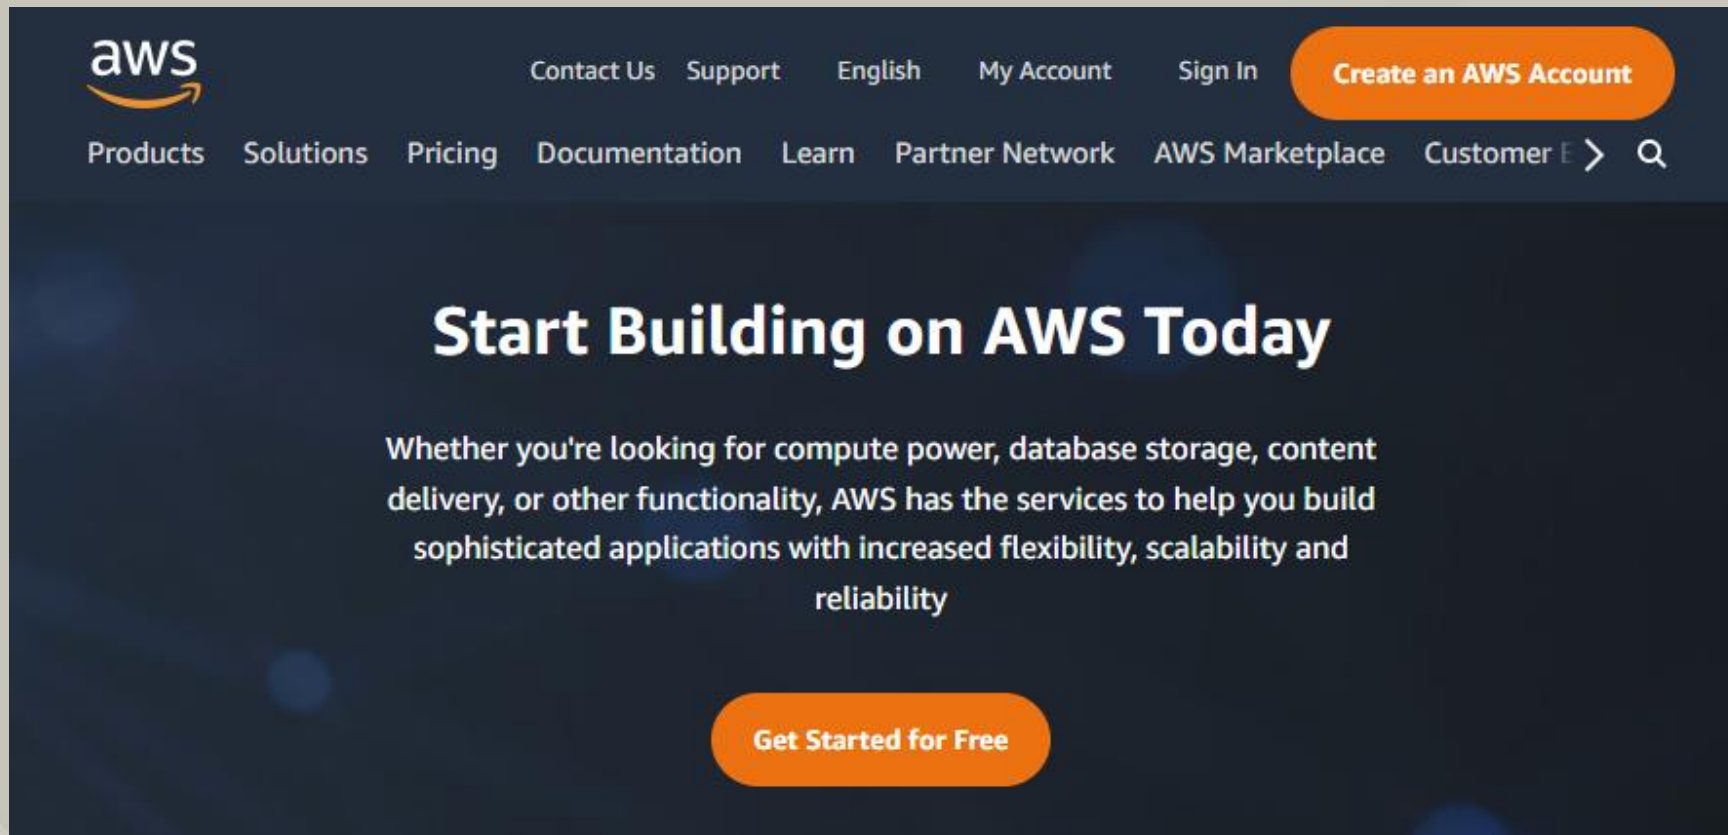 aws
Contact Us Support English My Account Sign In Create an AWS Account
Products Solutions Pricing Documentation Learn Partner Network AWS Marketplace Customer
Start Building on AWS Today
Whether you're looking for compute power, database storage, content
delivery, or other functionality, AWS has the services to help you build
sophisticated applications with increased flexibility, scalability and
reliability
Get Started for Free